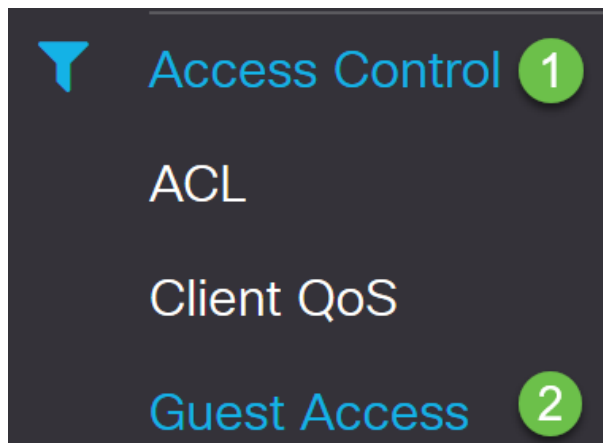 Access Control 1
ACL
Client QoS
Guest Access 2